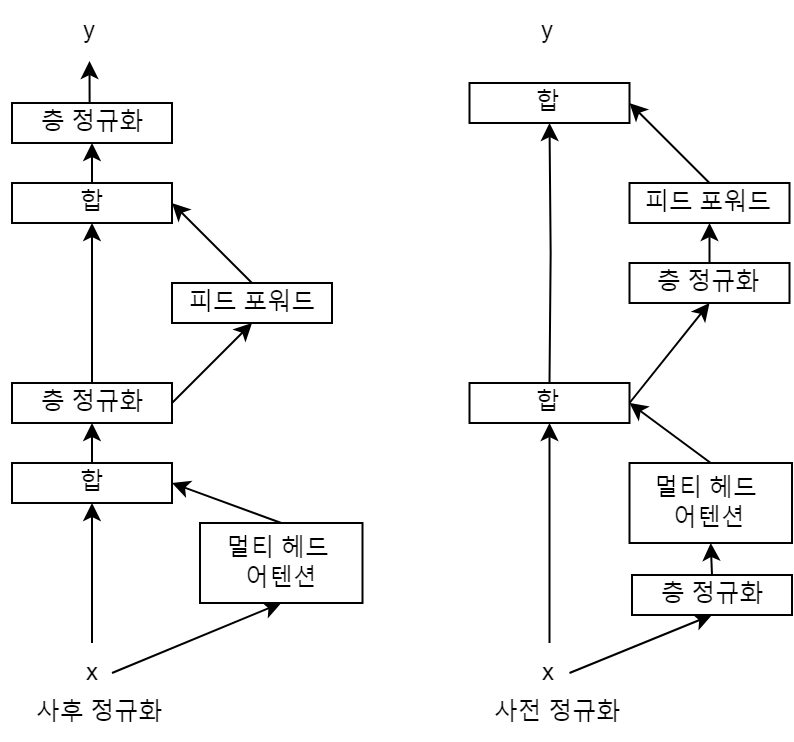 y
층 정규화
합
피드 포워드
층 정규화
합
멀티 헤드
어텐션
x
사후 정규화
y
합
피드 포워드
층 정규화
합
멀티 헤드
어텐션
층 정규화
x
사전 정규화